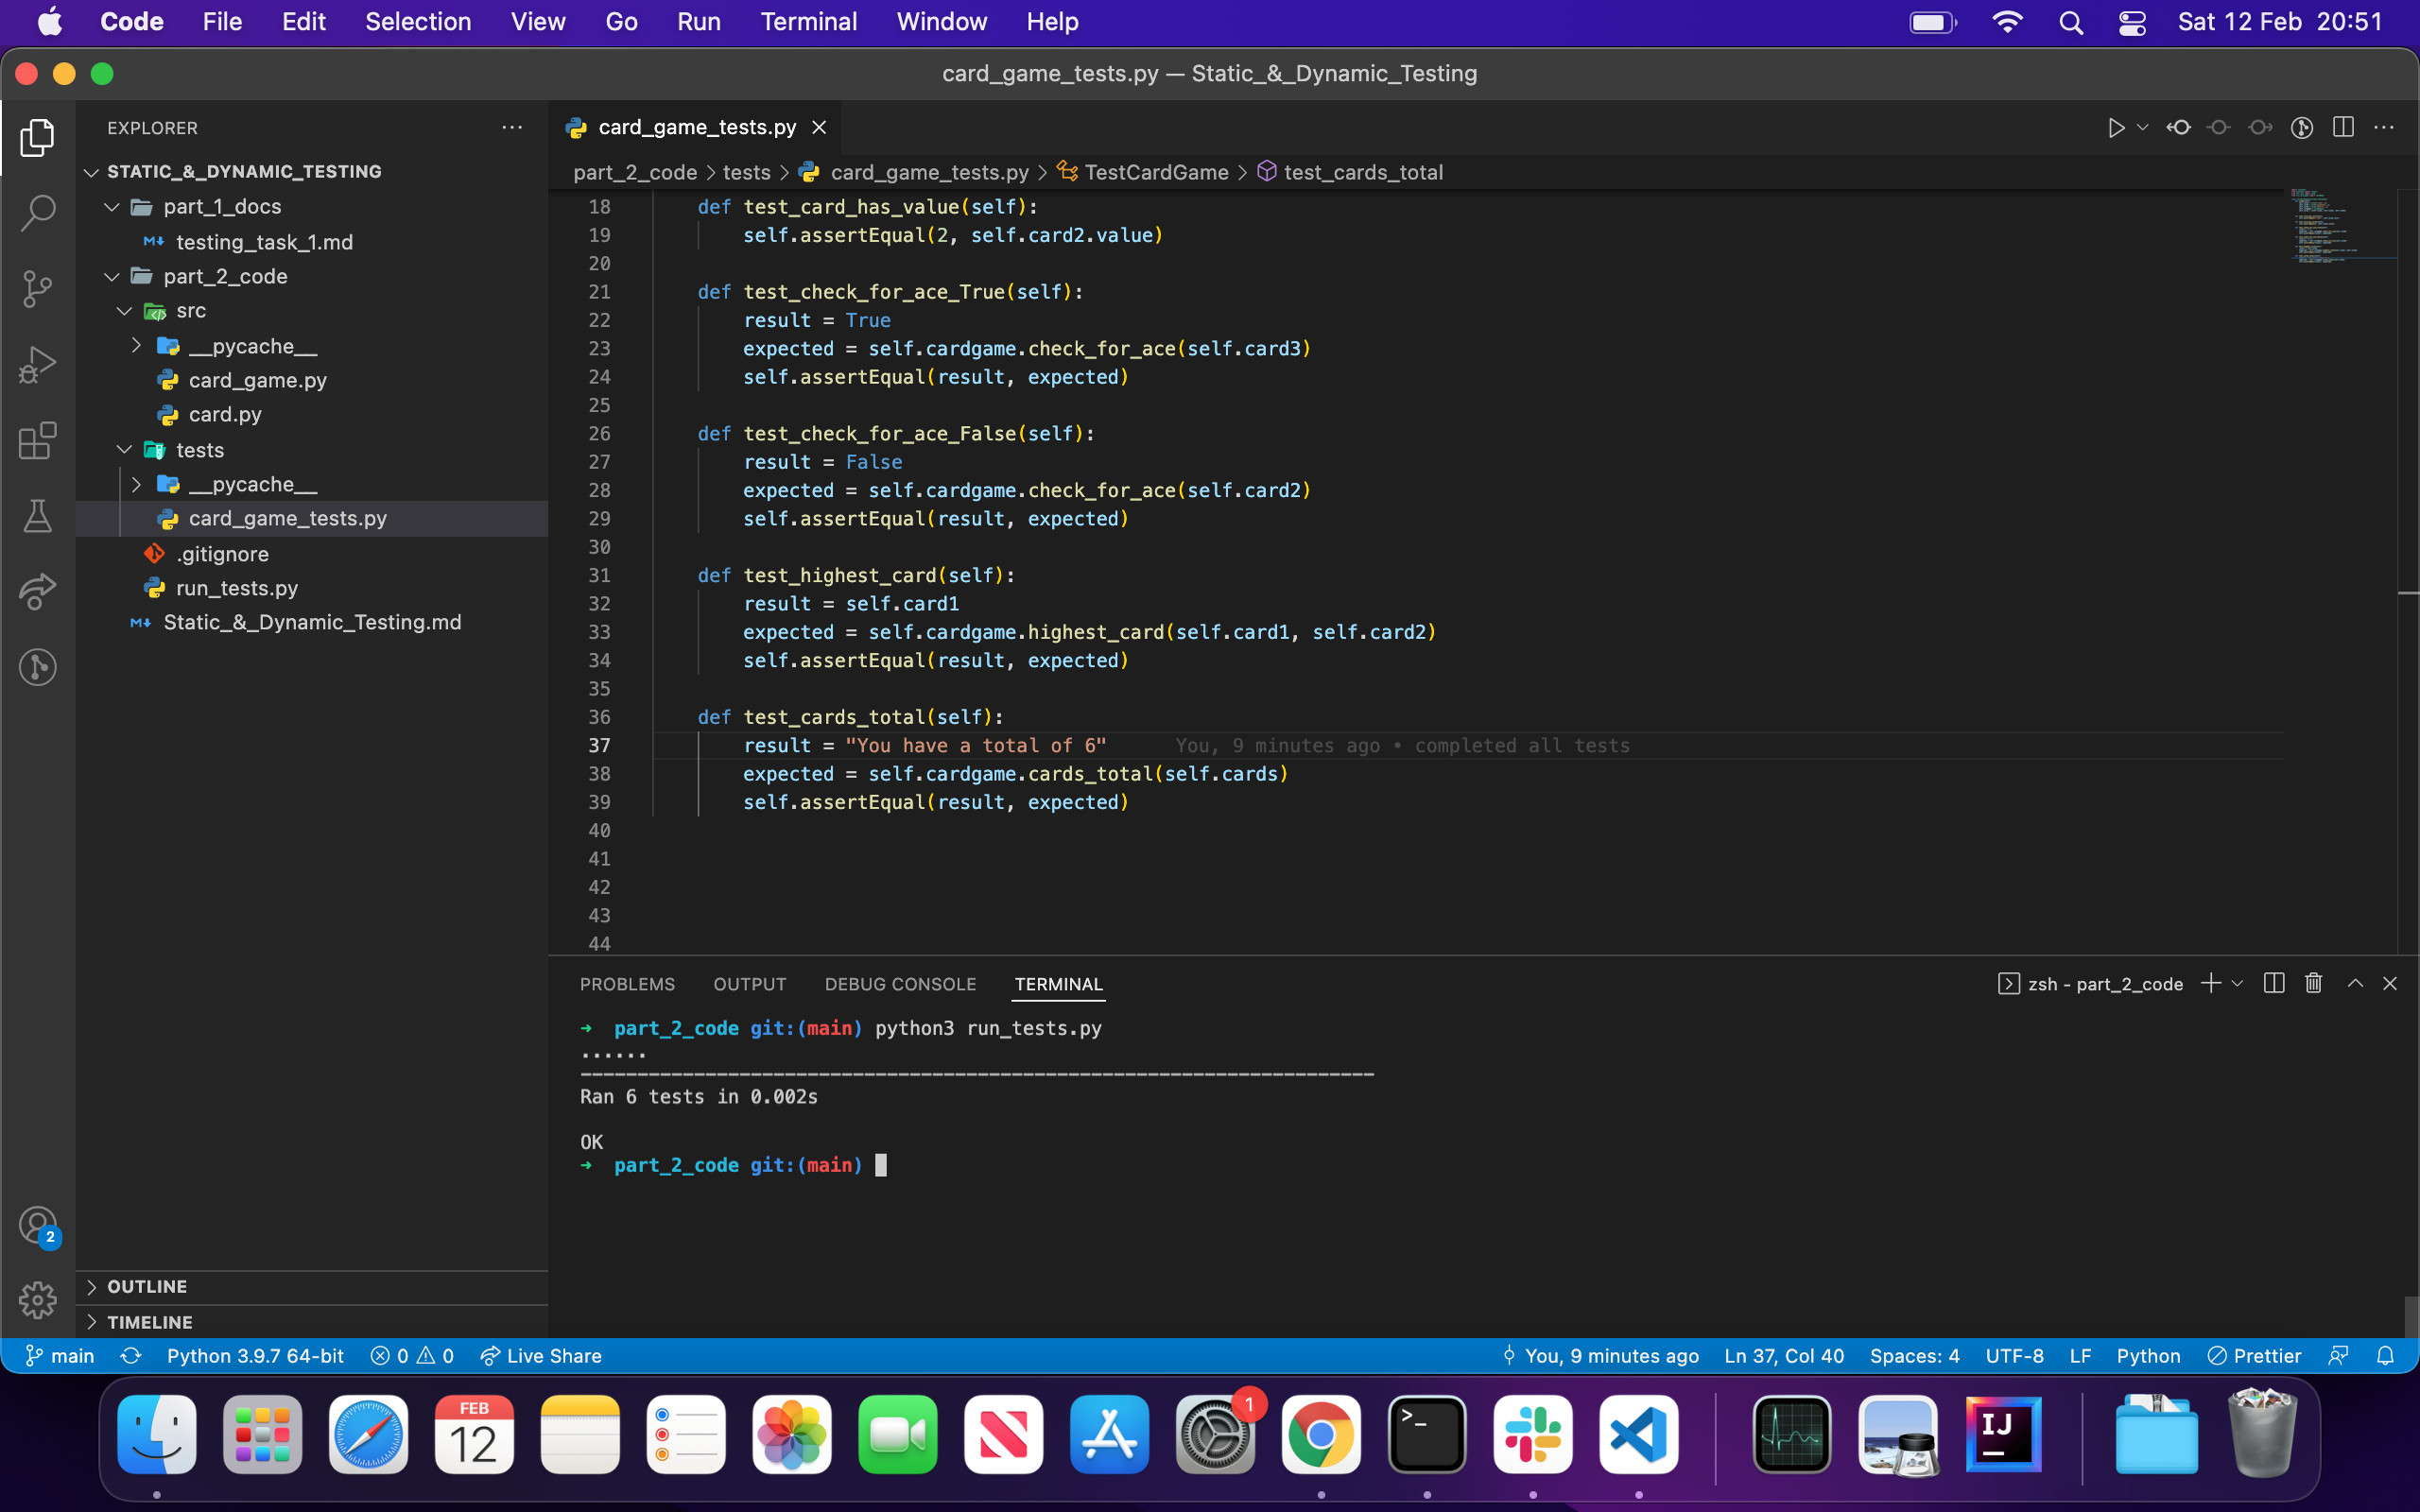 Code File Edit Selection View Go Run Terminal Window Help Sat 12 Feb 20:51
card_game_tests.py — Static_&_Dynamic_Testing
EXPLORER
STATIC_&_DYNAMIC_TESTING
part_1_docs
testing_task_1.md
part_2_code
src
__pycache__
card_game.py
card.py
tests
__pycache__
card_game_tests.py
.gitignore
run_tests.py
Static_&_Dynamic_Testing.md
OUTLINE
TIMELINE
2
card_game_tests.py
part_2_code > tests > card_game_tests.py > TestCardGame > test_cards_total
18 def test_card_has_value(self):
19 self.assertEqual(2, self.card2.value)
20
21 def test_check_for_ace_True(self):
22 result = True
23 expected = self.cardgame.check_for_ace(self.card3)
24 self.assertEqual(result, expected)
25
26 def test_check_for_ace_False(self):
27 result = False
28 expected = self.cardgame.check_for_ace(self.card2)
29 self.assertEqual(result, expected)
30
31 def test_highest_card(self):
32 result = self.card1
33 expected = self.cardgame.highest_card(self.card1, self.card2)
34 self.assertEqual(result, expected)
35
36 def test_cards_total(self):
37 result = "You have a total of 6" You, 9 minutes ago • completed all tests
38 expected = self.cardgame.cards_total(self.cards)
39 self.assertEqual(result, expected)
40
41
42
43
44
PROBLEMS OUTPUT DEBUG CONSOLE TERMINAL zsh - part_2_code
→ part_2_code git:(main) python3 run_tests.py
......
----------------------------------------------------------------------
Ran 6 tests in 0.002s
OK
→ part_2_code git:(main)
main Python 3.9.7 64-bit 0 0 Live Share You, 9 minutes ago Ln 37, Col 40 Spaces: 4 UTF-8 LF Python Prettier
FEB
12
1
>_
IJ